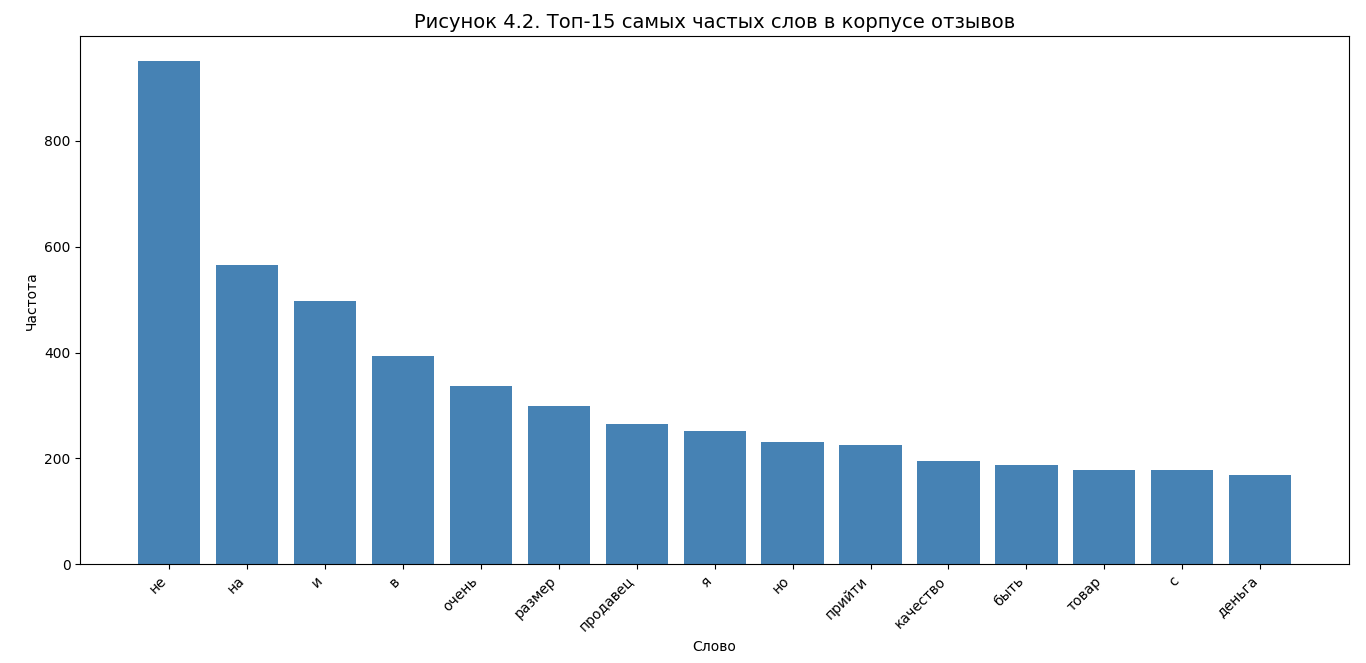 Рисунок 4.2. Топ-15 самых частых слов в корпусе отзывов
Частота
800
600
400
200
0
не
на
и
в
очень
размер
продавец
я
но
прийти
качество
быть
товар
с
деньга
Слово